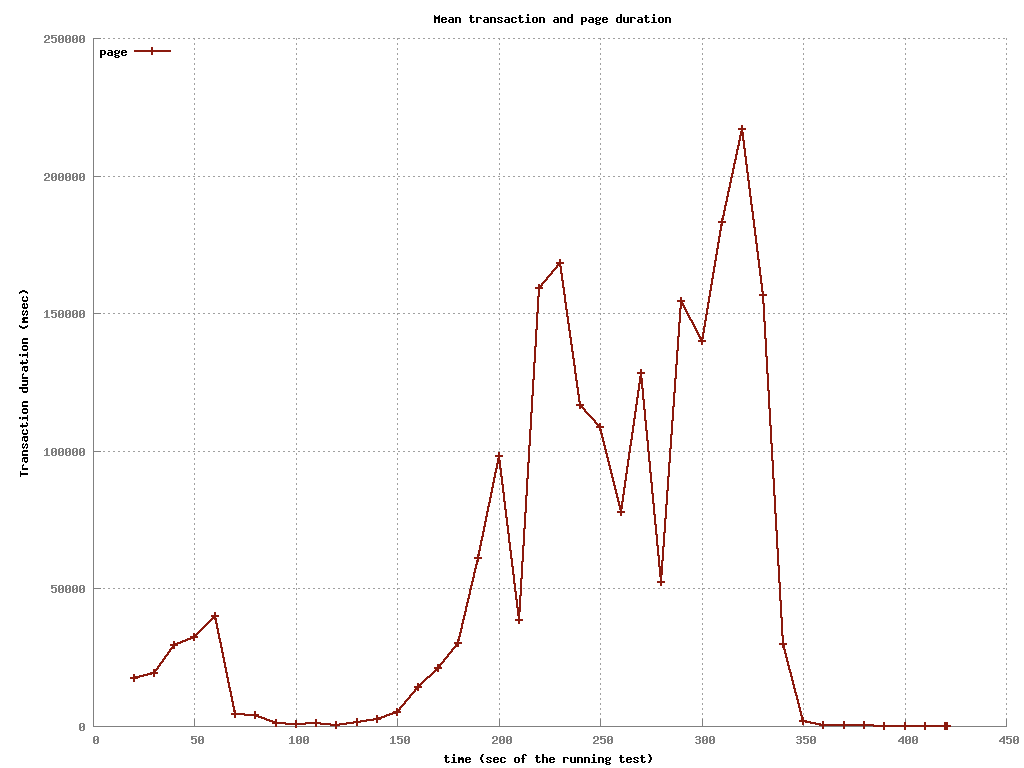 Mean transaction and page duration
250000
page
200000
150000
100000
50000
0
Transaction duration (msec)
0 50 100 150 200 250 300 350 400 450
time (sec of the running test)